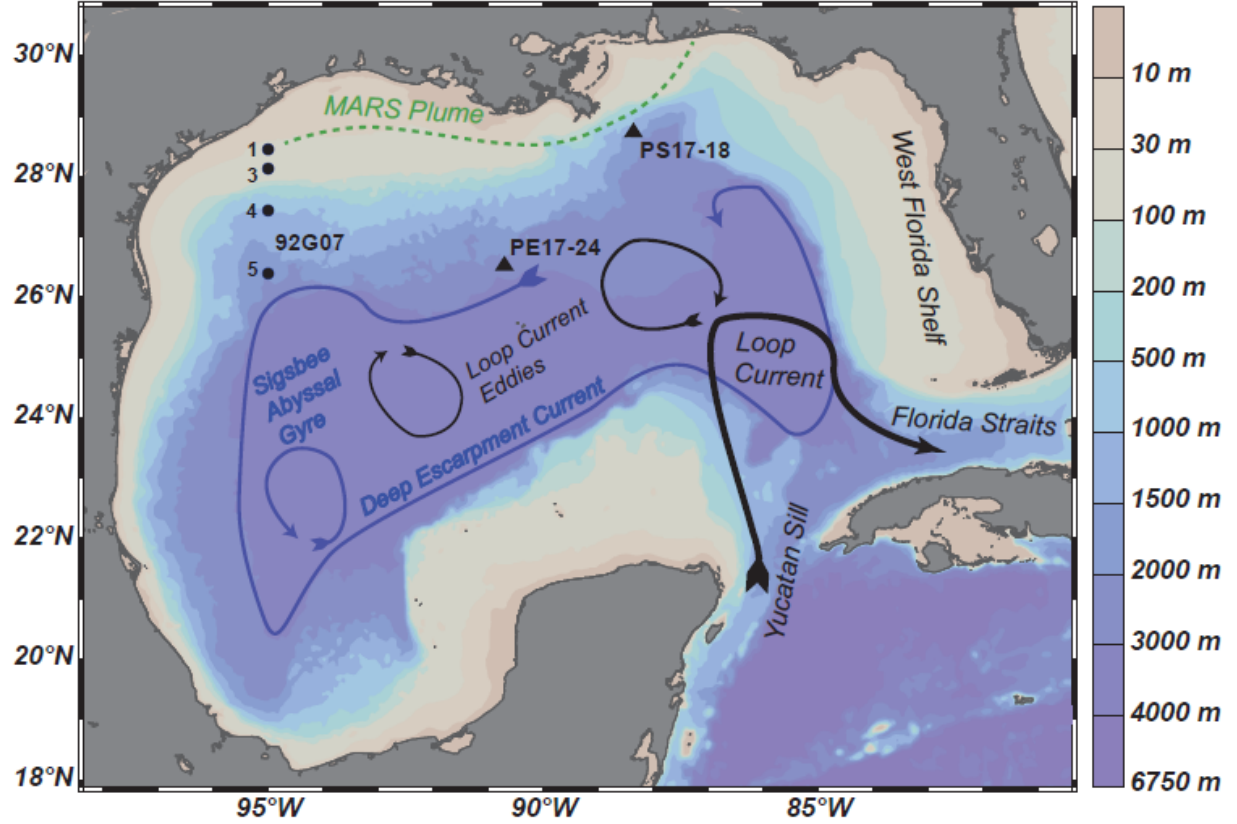 30°N
28°N
26°N
24°N
22°N
20°N
18°N
95°W
90°W
85°W
MARS Plume
1
3
4
5
92G07
PS17-18
PE17-24
West Florida Shelf
Loop Current
Eddies
Loop
Current
Sigsbee
Abyssal
Gyre
Deep Escarpment Current
Florida Straits
Yucatan Sill
10 m
30 m
100 m
200 m
500 m
1000 m
1500 m
2000 m
3000 m
4000 m
6750 m